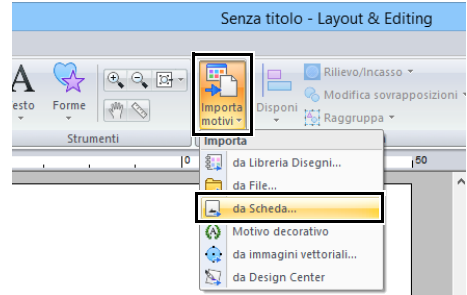 Senza titolo - Layout & Editing
A
esto
Forme
Importa
motivi
Disponi
Rilievo/Incasso
Modifica sovrapposizioni
Raggruppa
Strumenti
Importa
0
50
da Libreria Disegni...
da File...
da Scheda...
Motivo decorativo
da immagini vettoriali...
da Design Center